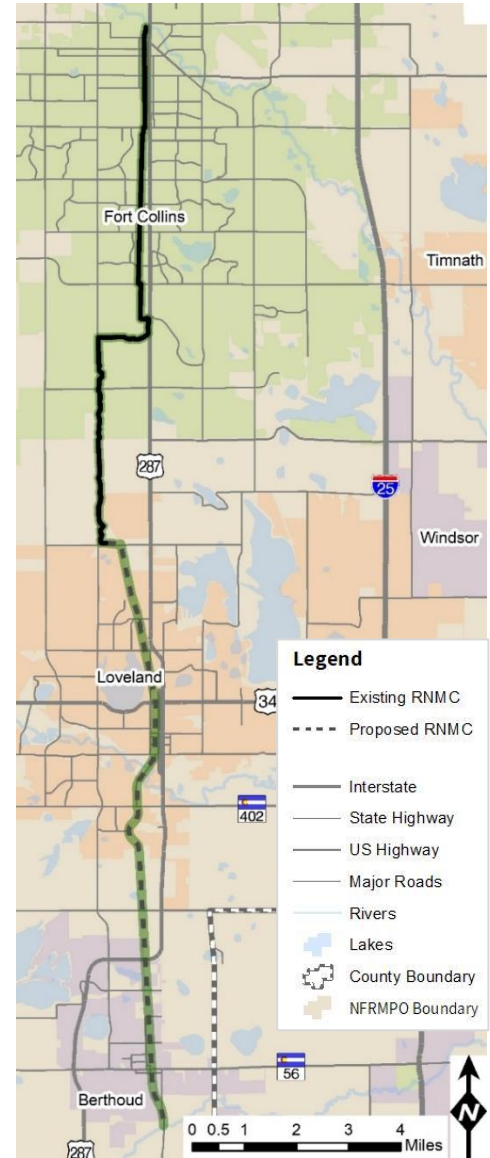 Fort Collins
Timnath
287
25
Windsor
Loveland
34
402
Berthoud
56
287
Legend
Existing RNMC
Proposed RNMC
Interstate
State Highway
US Highway
Major Roads
Rivers
Lakes
County Boundary
NFRMPO Boundary
N
0 0.5 1 2 3 4
Miles